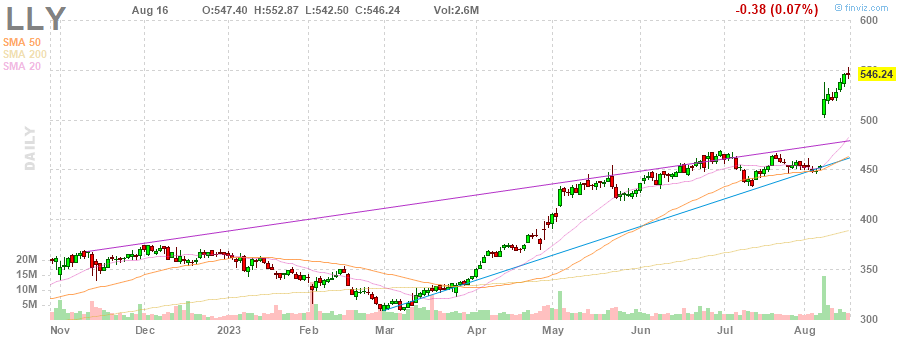 LLY
Aug 16 O:547.40 H:552.87 L:542.50 C:546.24 Vol:2.6M
-0.38 (0.07%)
finviz.com
SMA 50
SMA 200
SMA 20
DAILY
600
546.24
500
450
400
350
300
20M
15M
10M
5M
Nov Dec 2023 Feb Mar Apr May Jun Jul Aug